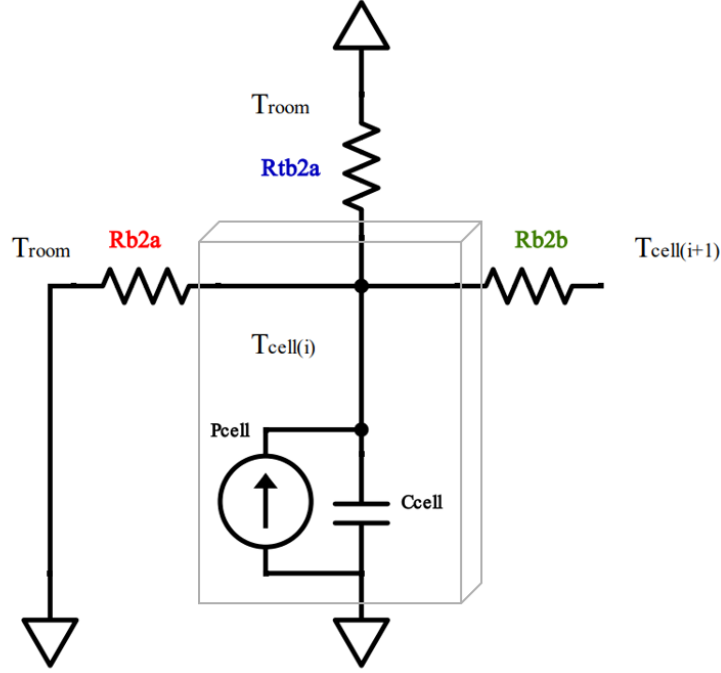 Troom
Rtb2a
Troom
Rb2a
Rb2b
Tcell(i+1)
Tcell(i)
Pcell
Ccell